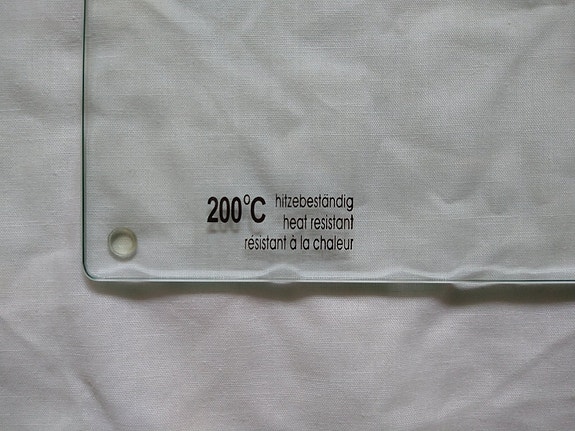 200°C hitzebeständig
heat resistant
résistant à la chaleur